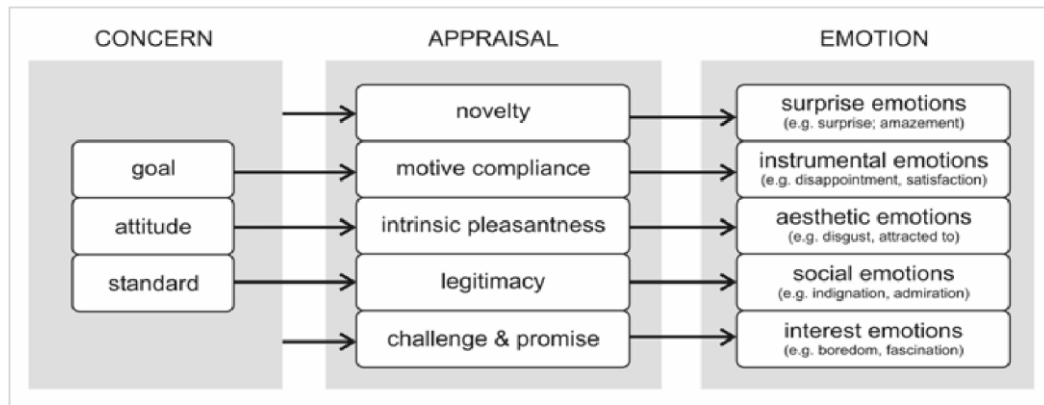 CONCERN
APPRAISAL
EMOTION
goal
attitude
standard
novelty
motive compliance
intrinsic pleasantness
legitimacy
challenge & promise
surprise emotions
(e.g. surprise; amazement)
instrumental emotions
(e.g. disappointment, satisfaction)
aesthetic emotions
(e.g. disgust, attracted to)
social emotions
(e.g. indignation, admiration)
interest emotions
(e.g. boredom, fascination)